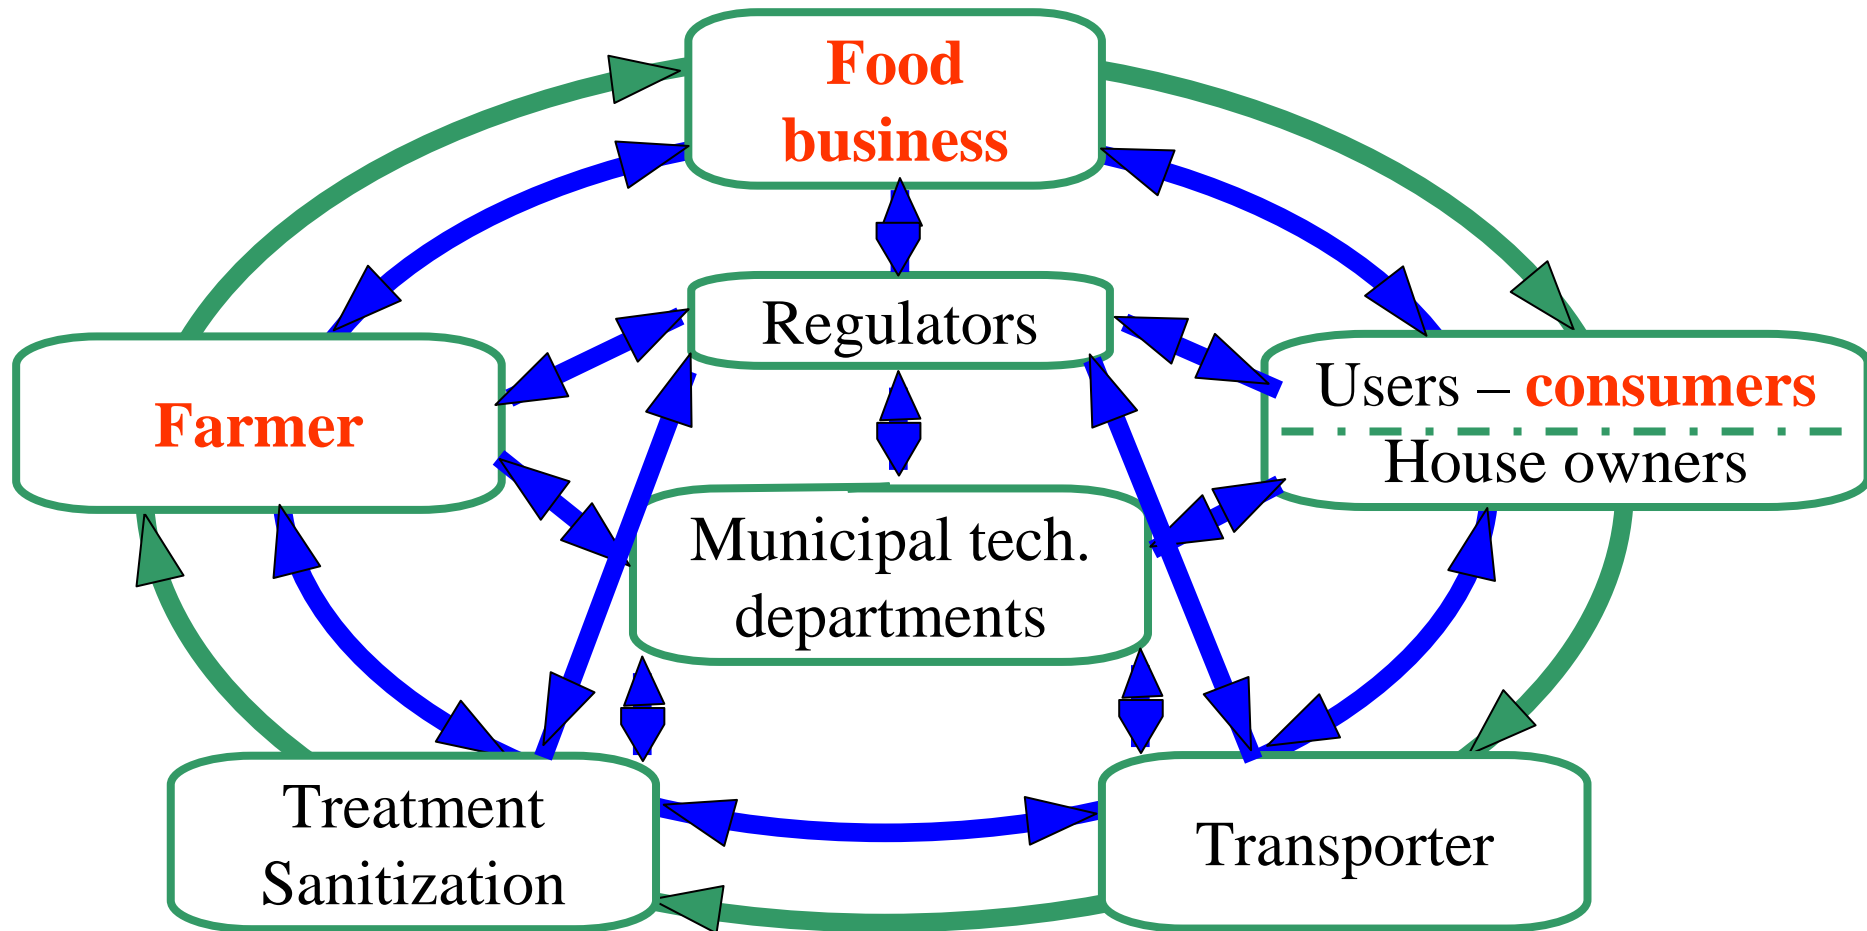 Food
business
Regulators
Farmer
Users – consumers
House owners
Municipal tech.
departments
Treatment
Sanitization
Transporter